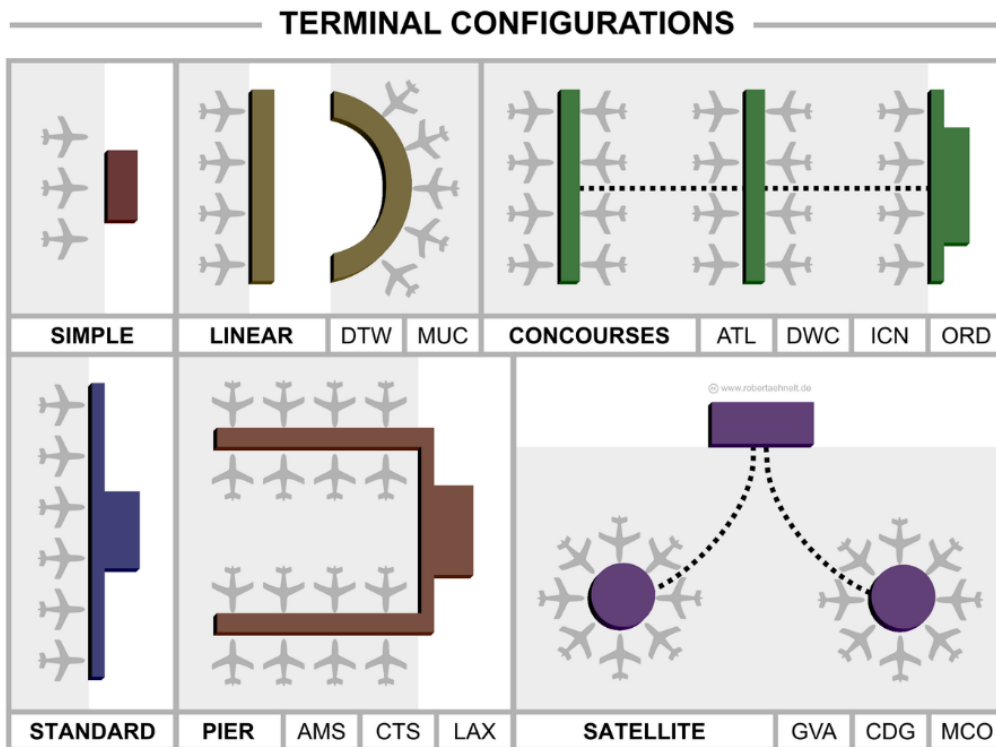 TERMINAL CONFIGURATIONS
SIMPLE
LINEAR DTW MUC
CONCOURSES ATL DWC ICN ORD
www.robertaehnelt.de
STANDARD
PIER AMS CTS LAX
SATELLITE GVA CDG MCO